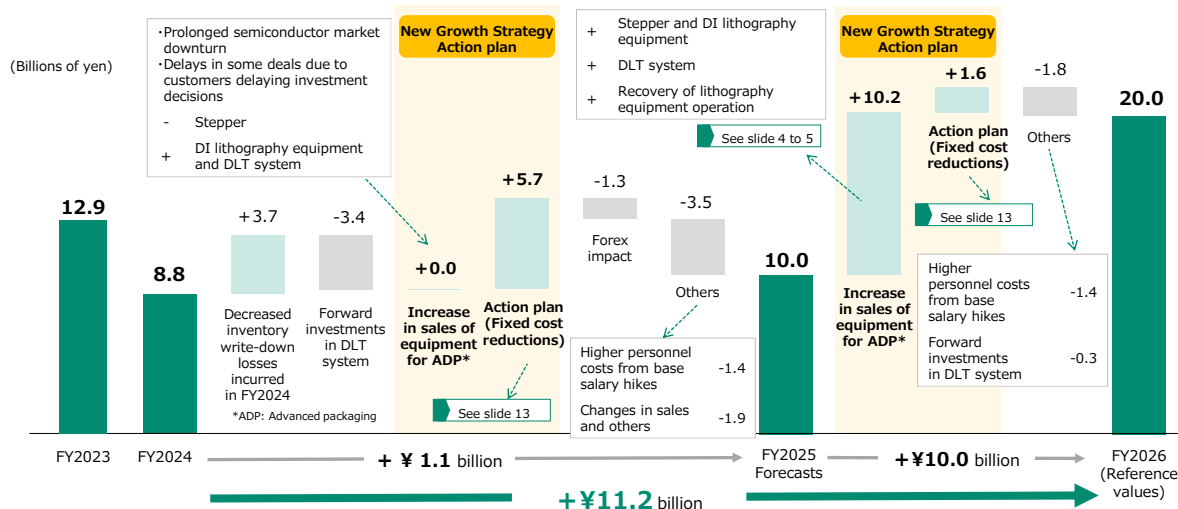 (Billions of yen)
・Prolonged semiconductor market
downturn
・Delays in some deals due to
customers delaying investment
decisions
- Stepper
+ DI lithography equipment
and DLT system
New Growth Strategy
Action plan
+ Stepper and DI lithography
equipment
+ DLT system
+ Recovery of lithography
equipment operation
See slide 4 to 5
New Growth Strategy
Action plan
12.9
8.8
+3.7
Decreased
inventory
write-down
losses
incurred
in FY2024
-3.4
Forward
investments
in DLT
system
+0.0
Increase
in sales of
equipment
for ADP*
+5.7
Action plan
(Fixed cost
reductions)
See slide 13
*ADP: Advanced packaging
-1.3
Forex
impact
-3.5
Others
Higher personnel
costs from base
salary hikes
-1.4
Changes in sales
and others
-1.9
10.0
+10.2
Increase
in sales of
equipment
for ADP*
+1.6
Action plan
(Fixed cost
reductions)
See slide 13
-1.8
Others
Higher
personnel costs
from base
salary hikes
-1.4
Forward
investments
in DLT system
-0.3
20.0
FY2023
FY2024
+ ¥ 1.1 billion
FY2025
Forecasts
+¥10.0 billion
FY2026
(Reference
values)
+¥11.2 billion